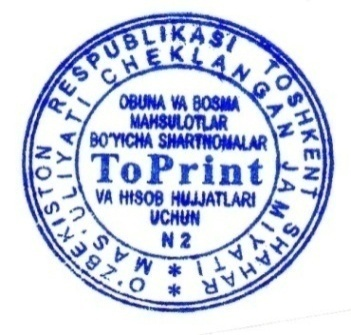 O'ZBEKISTON RESPUBLIKASI TOSHKENT SHAHAR
MAS'ULIYATI CHEKLANGAN JAMIYATI
OBUNA VA BOSMA
MAHSULOTLAR
BO'YICHA SHARTNOMALAR
ToPrint
VA HISOB HUJJATLARI
UCHUN
N 2